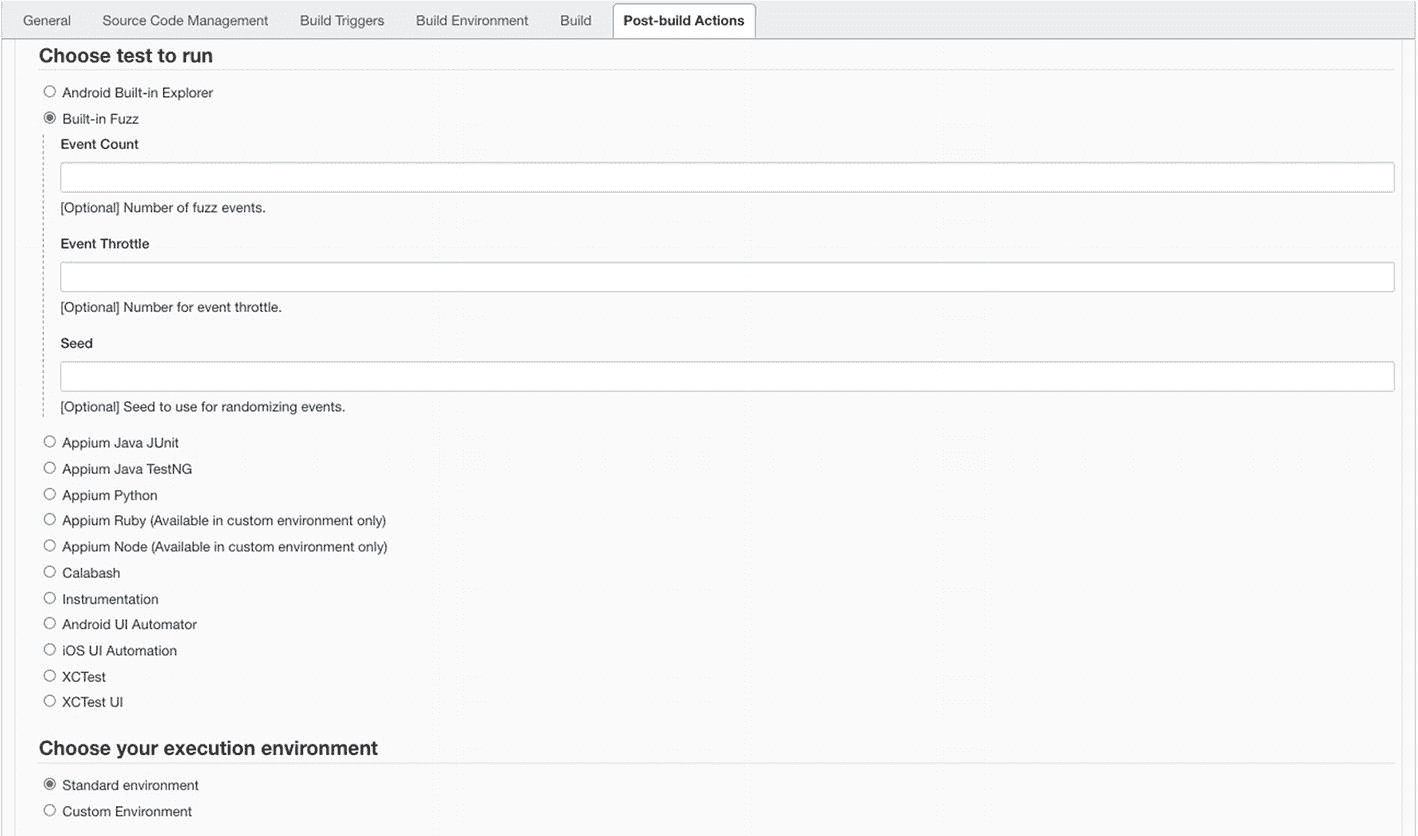 General Source Code Management Build Triggers Build Environment Build Post-build Actions
Choose test to run
Android Built-in Explorer
Built-in Fuzz
Event Count
[Optional] Number of fuzz events.
Event Throttle
[Optional] Number for event throttle.
Seed
[Optional] Seed to use for randomizing events.
Appium Java JUnit
Appium Java TestNG
Appium Python
Appium Ruby (Available in custom environment only)
Appium Node (Available in custom environment only)
Calabash
Instrumentation
Android UI Automator
iOS UI Automation
XCTest
XCTest UI
Choose your execution environment
Standard environment
Custom Environment